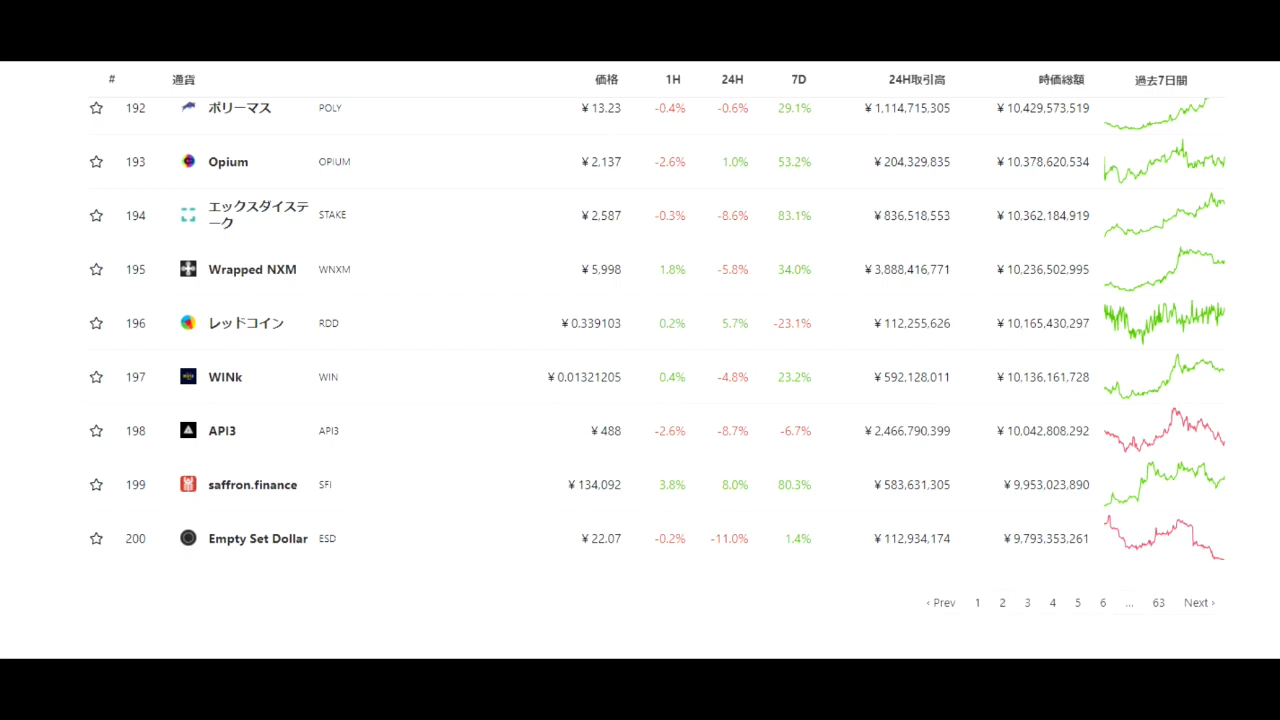 # 通貨 価格 1H 24H 7D 24H取引高 時価総額 過去7日間
192 ポリーマス POLY ¥ 13.23 -0.4% -0.6% 29.1% ¥ 1,114,715,305 ¥ 10,429,573,519
193 Opium OPIUM ¥ 2,137 -2.6% 1.0% 53.2% ¥ 204,329,835 ¥ 10,378,620,534
194 エックスダイステ
ーク STAKE ¥ 2,587 -0.3% -8.6% 83.1% ¥ 836,518,553 ¥ 10,362,184,919
195 Wrapped NXM WNXM ¥ 5,998 1.8% -5.8% 34.0% ¥ 3,888,416,771 ¥ 10,236,502,995
196 レッドコイン RDD ¥ 0.339103 0.2% 5.7% -23.1% ¥ 112,255,626 ¥ 10,165,430,297
197 WINk WIN ¥ 0.01321205 0.4% -4.8% 23.2% ¥ 592,128,011 ¥ 10,136,161,728
198 API3 API3 ¥ 488 -2.6% -8.7% -6.7% ¥ 2,466,790,399 ¥ 10,042,808,292
199 saffron.finance SFI ¥ 134,092 3.8% 8.0% 80.3% ¥ 583,631,305 ¥ 9,953,023,890
200 Empty Set Dollar ESD ¥ 22.07 -0.2% -11.0% 1.4% ¥ 112,934,174 ¥ 9,793,353,261
‹ Prev 1 2 3 4 5 6 ... 63 Next ›